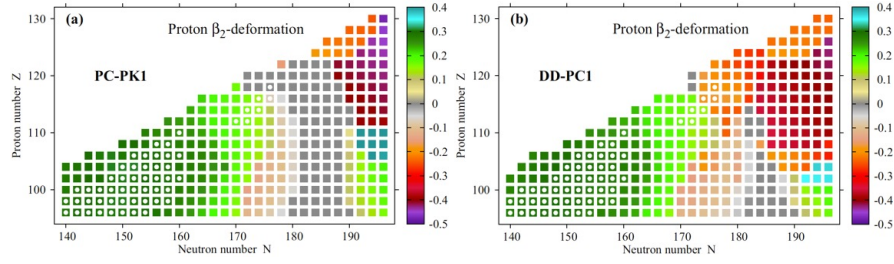 (a)
Proton β₂-deformation
PC-PK1
Proton number Z
130
120
110
100
140 150 160 170 180 190
Neutron number N
0.4
0.3
0.2
0.1
0
-0.1
-0.2
-0.3
-0.4
-0.5
(b)
Proton β₂-deformation
DD-PC1
Proton number Z
130
120
110
100
140 150 160 170 180 190
Neutron number N
0.4
0.3
0.2
0.1
0
-0.1
-0.2
-0.3
-0.4
-0.5